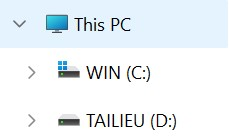 This PC
WIN (C:)
TAILIEU (D:)